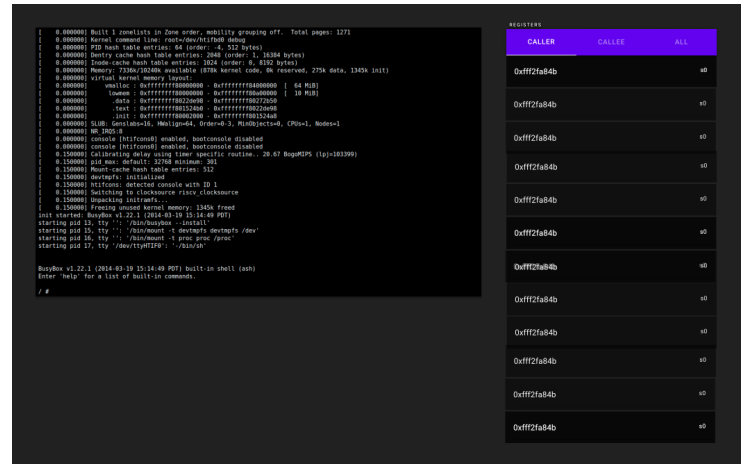 [    0.000000] Built 1 zonelists in Zone order, mobility grouping off.  Total pages: 1271
[    0.000000] Kernel command line: root=/dev/htifbd0 debug
[    0.000000] PID hash table entries: 64 (order: -4, 512 bytes)
[    0.000000] Dentry cache hash table entries: 2048 (order: 1, 16384 bytes)
[    0.000000] Inode-cache hash table entries: 1024 (order: 0, 8192 bytes)
[    0.000000] Memory: 7336k/10240k available (878k kernel code, 0k reserved, 275k data, 1345k init)
[    0.000000] virtual kernel memory layout:
[    0.000000]     vmalloc : 0xffffffff80000000 - 0xffffffff84000000  [  64 MiB]
[    0.000000]      lowmem : 0xffffffff80000000 - 0xffffffff80a00000  [  10 MiB]
[    0.000000]       .data : 0xffffffff8022de98 - 0xffffffff80272b50
[    0.000000]       .text : 0xffffffff801524b0 - 0xffffffff8022de98
[    0.000000]       .init : 0xffffffff80002000 - 0xffffffff801524a8
[    0.000000] SLUB: Genslabs=16, HWalign=64, Order=0-3, MinObjects=0, CPUs=1, Nodes=1
[    0.000000] NR_IRQS:8
[    0.000000] console [htifcons0] enabled, bootconsole disabled
[    0.000000] console [htifcons0] enabled, bootconsole disabled
[    0.150000] Calibrating delay using timer specific routine.. 20.67 BogoMIPS (lpj=103399)
[    0.150000] pid_max: default: 32768 minimum: 301
[    0.150000] Mount-cache hash table entries: 512
[    0.150000] devtmpfs: initialized
[    0.150000] htifcons: detected console with ID 1
[    0.150000] Switching to clocksource riscv_clocksource
[    0.150000] Unpacking initramfs...
[    0.150000] Freeing unused kernel memory: 1345k freed
init started: BusyBox v1.22.1 (2014-03-19 15:14:49 PDT)
starting pid 13, tty '': '/bin/busybox --install'
starting pid 15, tty '': '/bin/mount -t devtmpfs devtmpfs /dev'
starting pid 16, tty '': '/bin/mount -t proc proc /proc'
starting pid 17, tty '/dev/ttyHTIF0': '-/bin/sh'
BusyBox v1.22.1 (2014-03-19 15:14:49 PDT) built-in shell (ash)
Enter 'help' for a list of built-in commands.
/ #
REGISTERS
CALLER CALLEE ALL
0xfff2fa84b s0
0xfff2fa84b s0
0xfff2fa84b s0
0xfff2fa84b s0
0xfff2fa84b s0
0xfff2fa84b s0
0xfff2fa84b s0
0xfff2fa84b s0
0xfff2fa84b s0
0xfff2fa84b s0
0xfff2fa84b s0
0xfff2fa84b s0